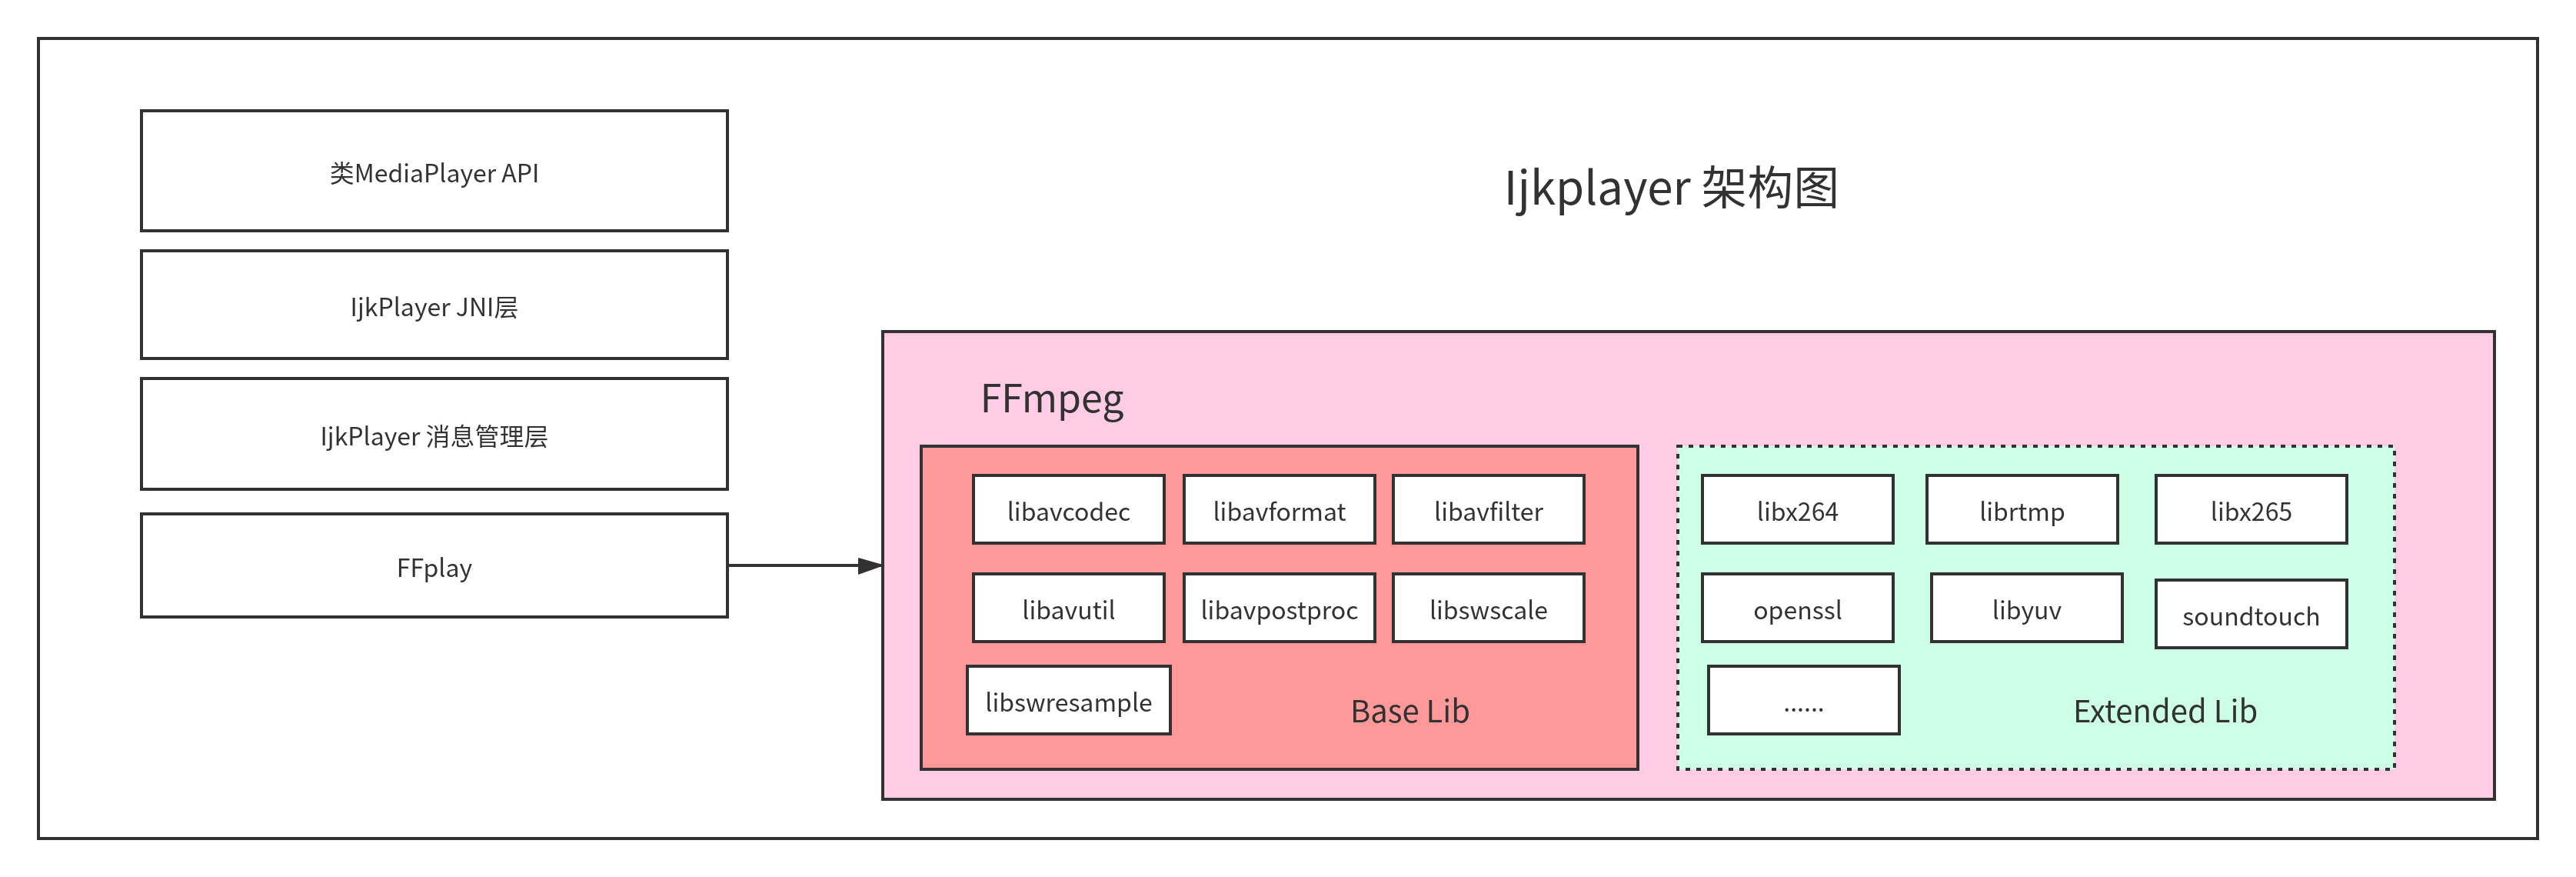 类MediaPlayer API
IjkPlayer JNI层
IjkPlayer 消息管理层
FFplay
Ijkplayer 架构图
FFmpeg
libavcodec
libavformat
libavfilter
libavutil
libavpostproc
libswscale
libswresample
Base Lib
libx264
librtmp
libx265
openssl
libyuv
soundtouch
......
Extended Lib